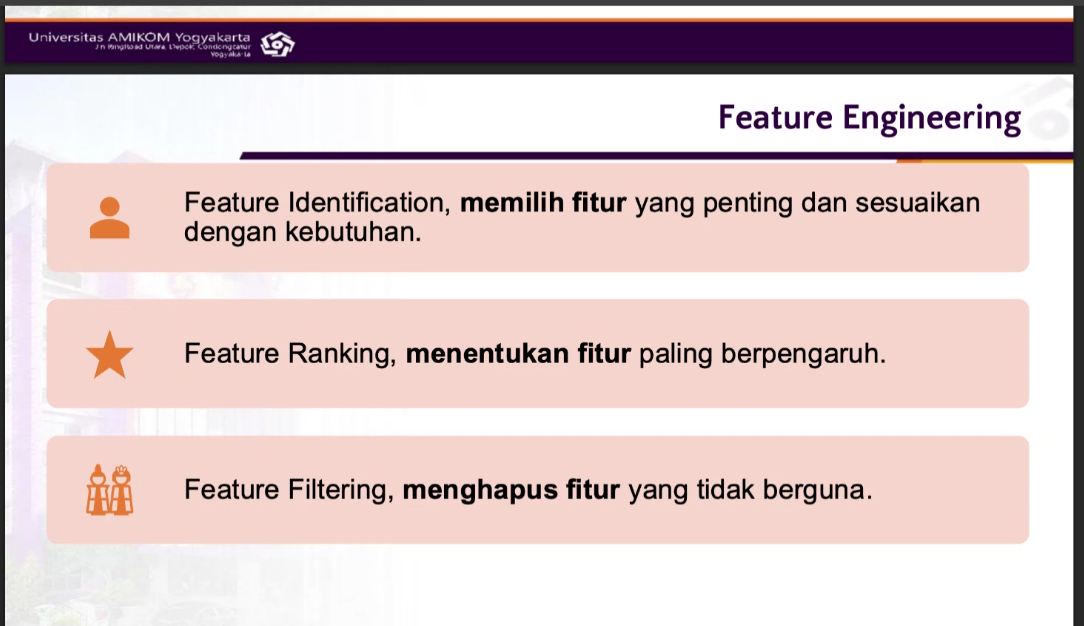 Universitas AMIKOM Yogyakarta
Jn Ringroad Utara, Depok, Condongcatur
Yogyakarta
Feature Engineering
Feature Identification, memilih fitur yang penting dan sesuaikan
dengan kebutuhan.
Feature Ranking, menentukan fitur paling berpengaruh.
Feature Filtering, menghapus fitur yang tidak berguna.